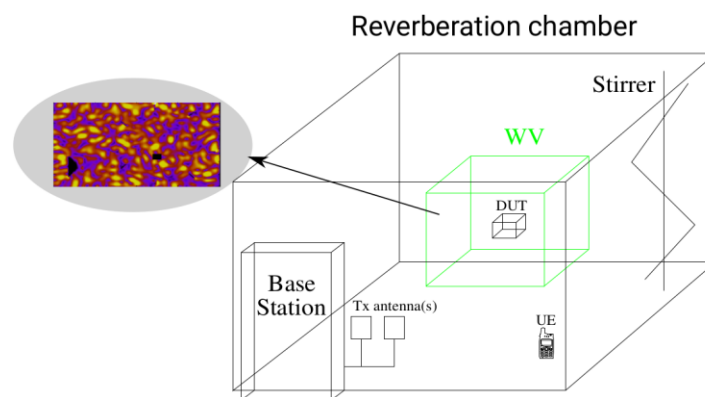 Reverberation chamber
Stirrer
WV
DUT
Base
Station
Tx antenna(s)
UE